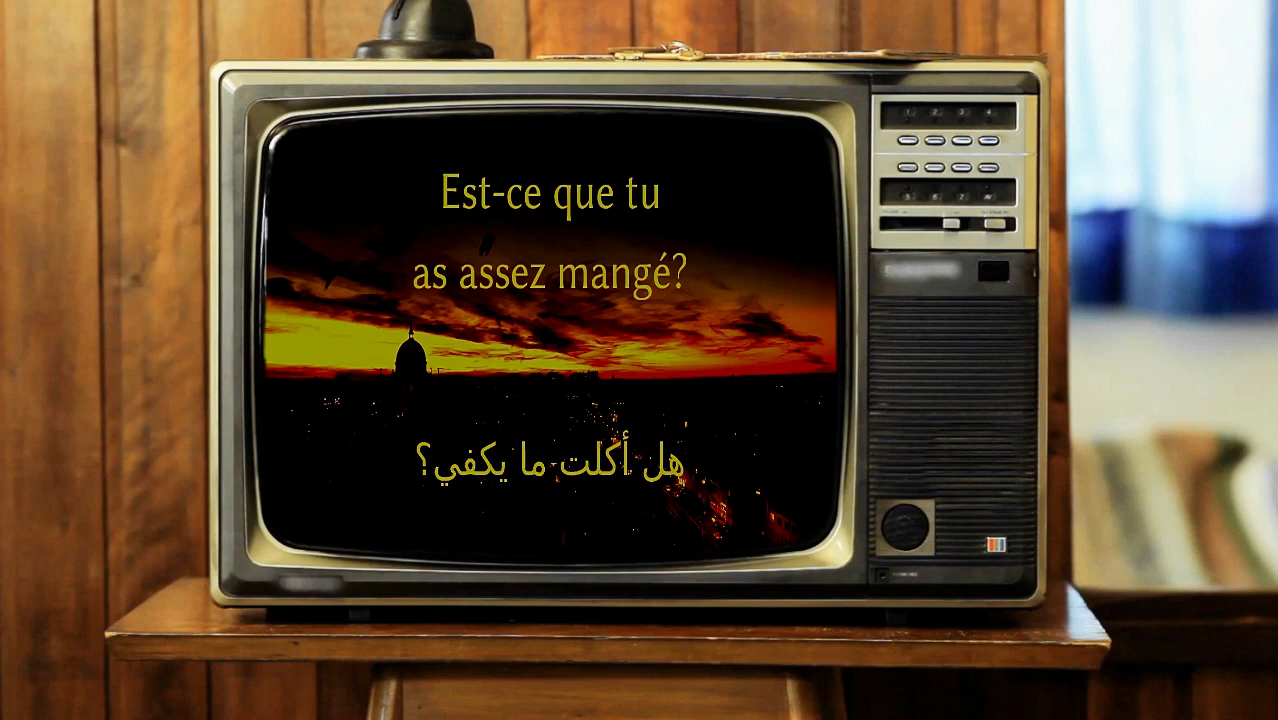 Est-ce que tu
as assez mangé?
هل أكلت ما يكفي؟